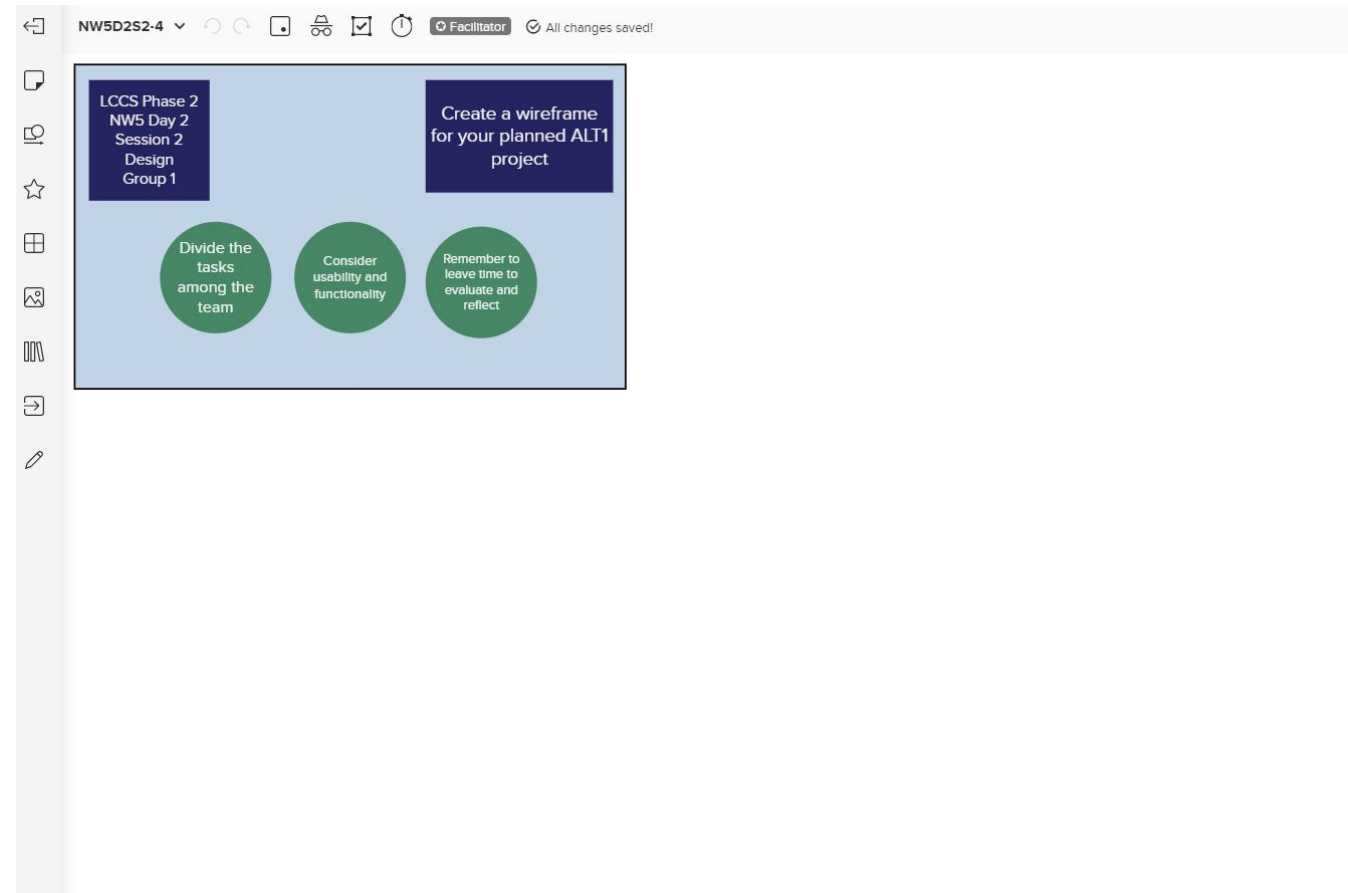 NW5D2S2-4
Facilitator
All changes saved!
LCCS Phase 2
NW5 Day 2
Session 2
Design
Group 1
Create a wireframe
for your planned ALT1
project
Divide the
tasks
among the
team
Consider
usability and
functionality
Remember to
leave time to
evaluate and
reflect